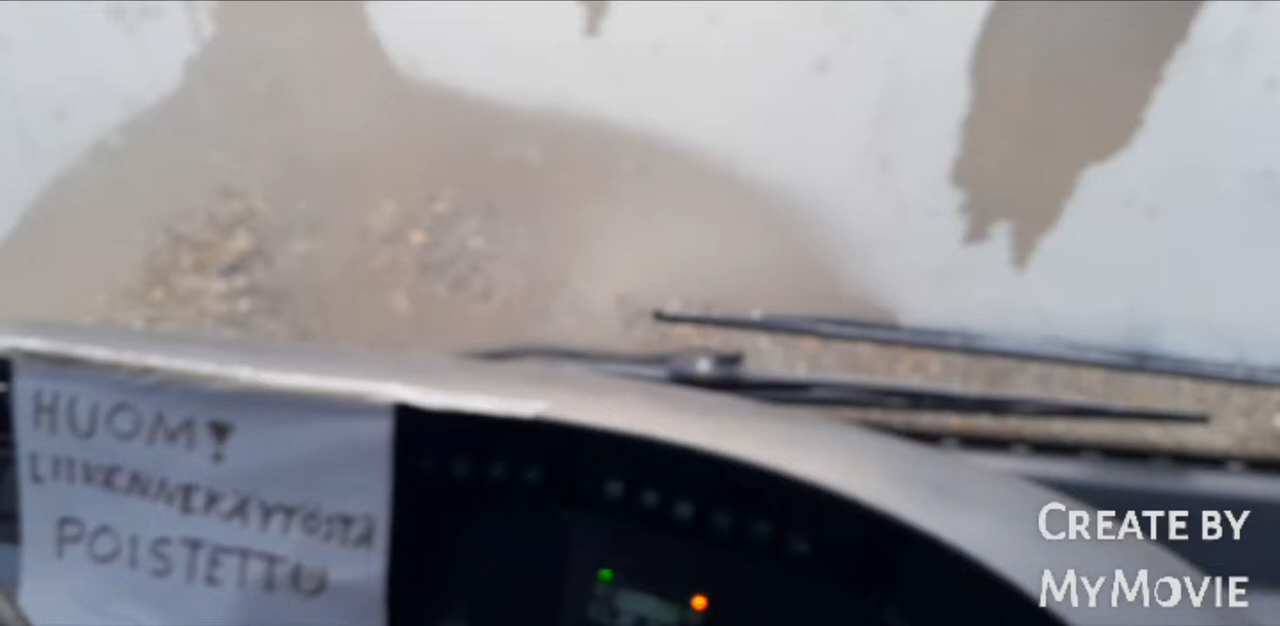 HUOM!
LIIKENNEKÄYTÖSTÄ
POISTETTU
CREATE BY
MYMOVIE